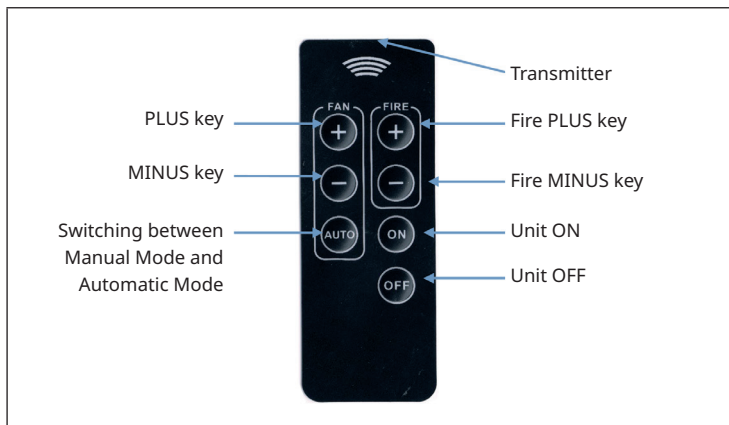 Transmitter
FAN
FIRE
PLUS key
+
+
Fire PLUS key
MINUS key
−
−
Fire MINUS key
Switching between
Manual Mode and
Automatic Mode
AUTO
ON
Unit ON
OFF
Unit OFF